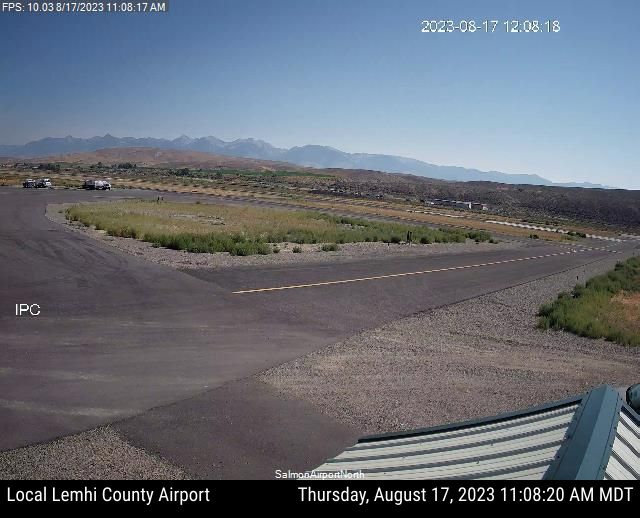 FPS: 10.03 8/17/2023 11:08:17 AM MDT
2023-08-17 12:08:18
IPC
SalmonAirportNorth
Local Lemhi County Airport Thursday, August 17, 2023 11:08:20 AM MDT